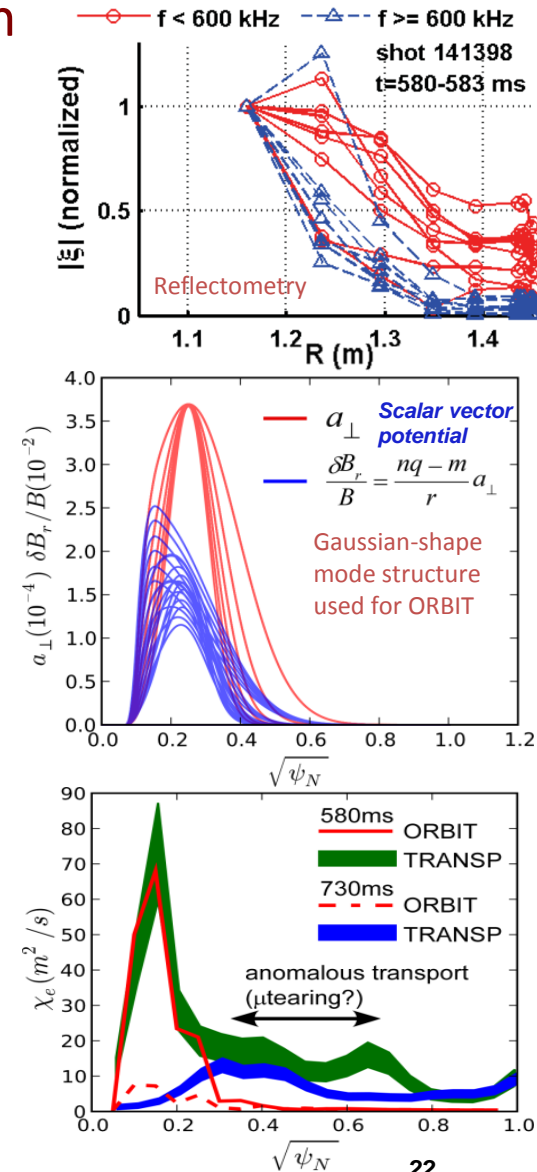 n
f < 600 kHz f >= 600 kHz
shot 141398
t=580-583 ms
|ξ| (normalized)
1
0.5
0
Reflectometry
1.1 1.2 1.3 1.4
R (m)
4.0
3.5
3.0
2.5
2.0
1.5
1.0
0.5
0.0
a⊥(10⁻⁴) δB_r/B(10⁻²)
a⊥ Scalar vector
potential
δB_r/B = (nq − m)/r a⊥
Gaussian-shape
mode structure
used for ORBIT
0.0 0.2 0.4 0.6 0.8 1.0 1.2
√ψ_N
90
80
70
60
50
40
30
20
10
0
χ_e(m²/s)
580ms
ORBIT
TRANSP
730ms
ORBIT
TRANSP
anomalous transport
(μtearing?)
0.0 0.2 0.4 0.6 0.8 1.0
√ψ_N
22